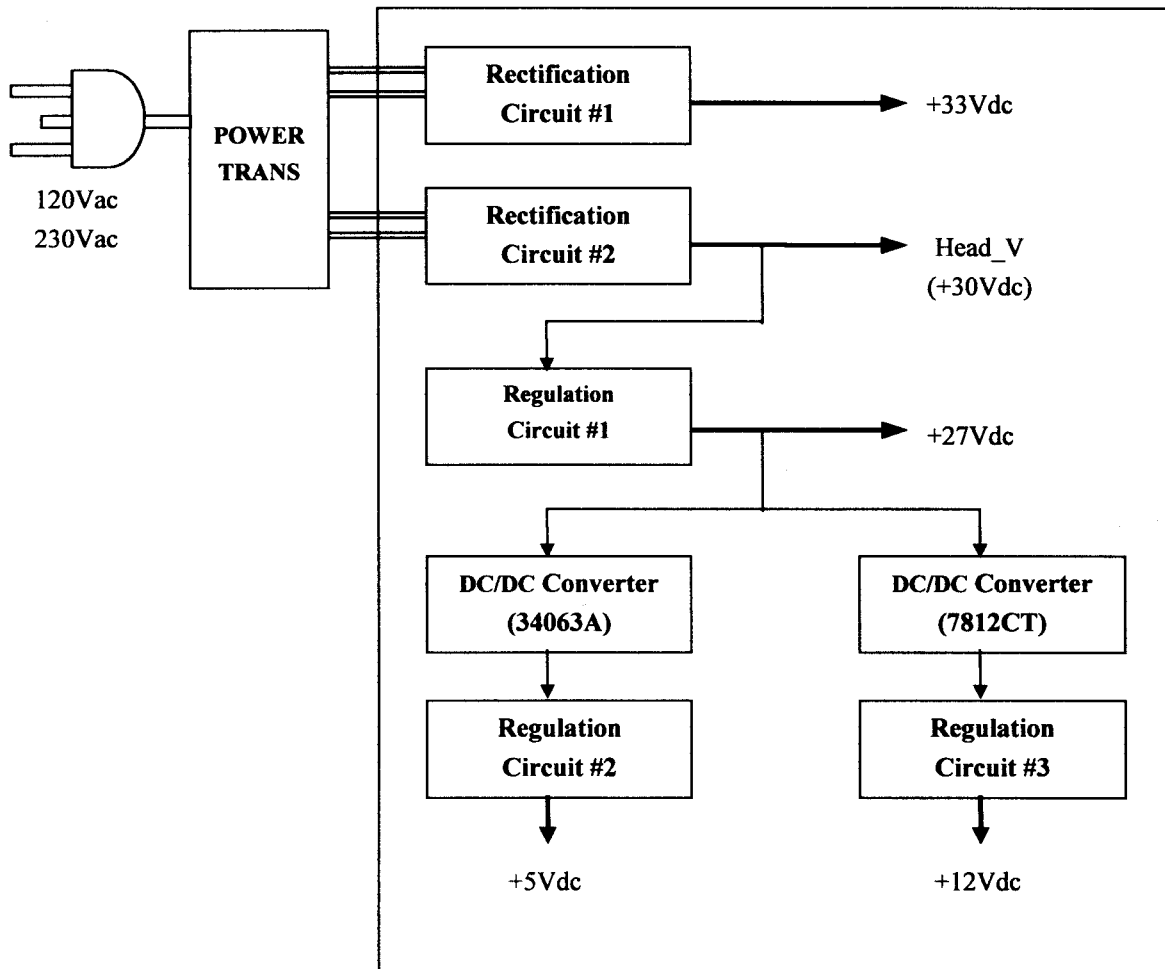 Rectification
Circuit #1
+33Vdc
POWER
TRANS
120Vac
230Vac
Rectification
Circuit #2
Head_V
(+30Vdc)
Regulation
Circuit #1
+27Vdc
DC/DC Converter
(34063A)
DC/DC Converter
(7812CT)
Regulation
Circuit #2
Regulation
Circuit #3
+5Vdc
+12Vdc